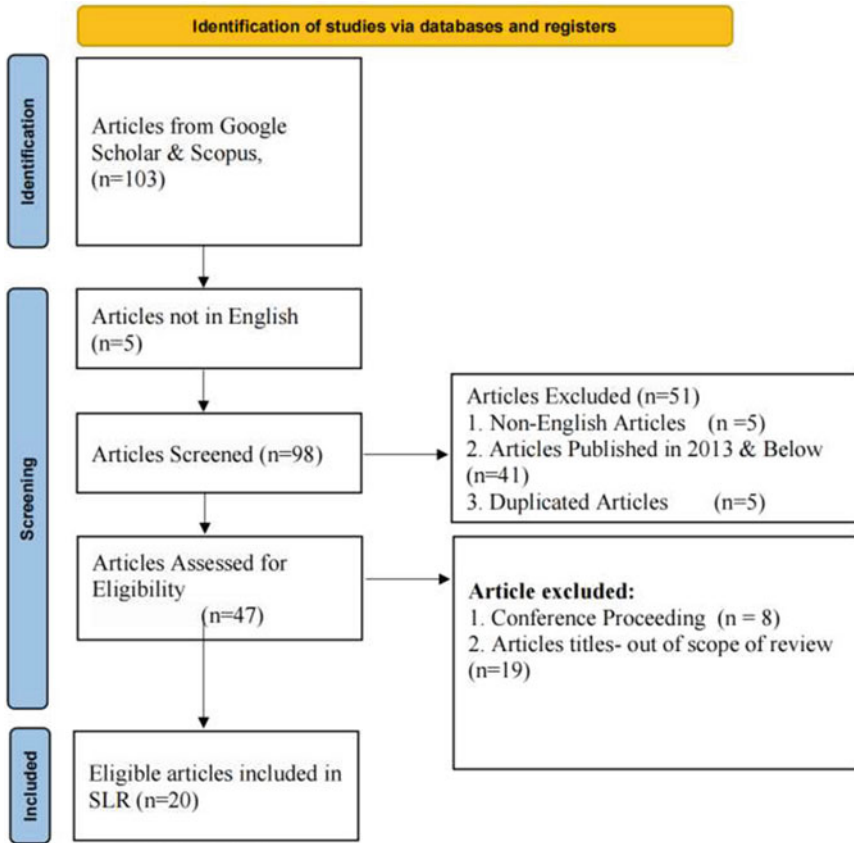 Identification of studies via databases and registers
Identification
Articles from Google
Scholar & Scopus,
(n=103)
Screening
Articles not in English
(n=5)
Articles Screened (n=98)
Articles Excluded (n=51)
1. Non-English Articles (n =5)
2. Articles Published in 2013 & Below
(n=41)
3. Duplicated Articles (n=5)
Articles Assessed for
Eligibility
(n=47)
Article excluded:
1. Conference Proceeding (n = 8)
2. Articles titles- out of scope of review
(n=19)
Included
Eligible articles included in
SLR (n=20)